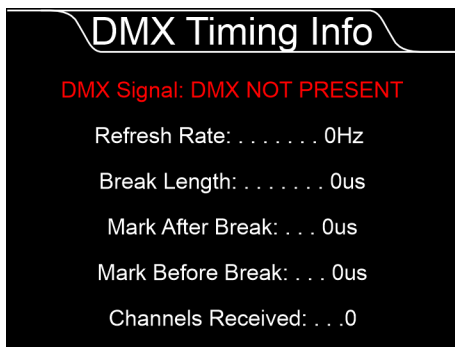 DMX Timing Info
DMX Signal: DMX NOT PRESENT
Refresh Rate: . . . . . . . 0Hz
Break Length: . . . . . . . 0us
Mark After Break: . . . 0us
Mark Before Break: . . . 0us
Channels Received: . . .0